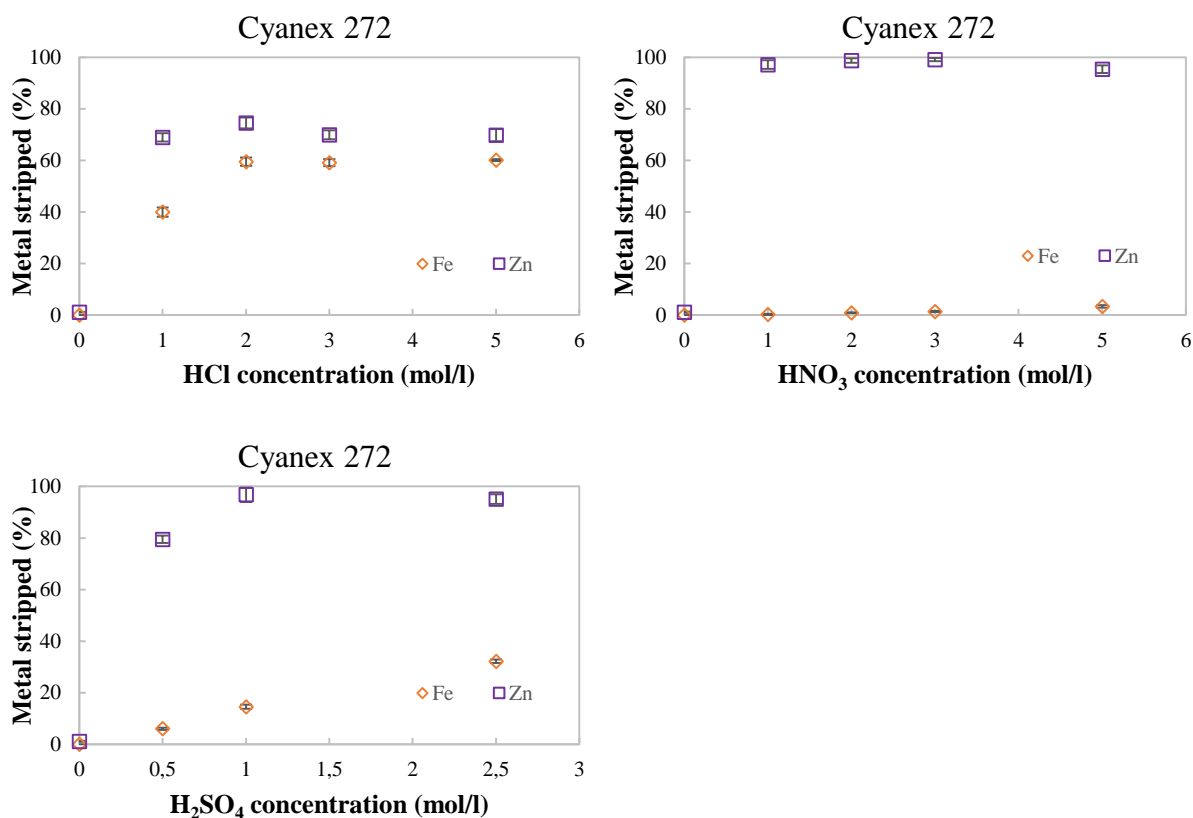 Cyanex 272
100
80
60
40
20
0
Metal stripped (%)
Fe Zn
0 1 2 3 4 5 6
HCl concentration (mol/l)
Cyanex 272
100
80
60
40
20
0
Metal stripped (%)
Fe Zn
0 1 2 3 4 5 6
HNO₃ concentration (mol/l)
Cyanex 272
100
80
60
40
20
0
Metal stripped (%)
Fe Zn
0 0,5 1 1,5 2 2,5 3
H₂SO₄ concentration (mol/l)